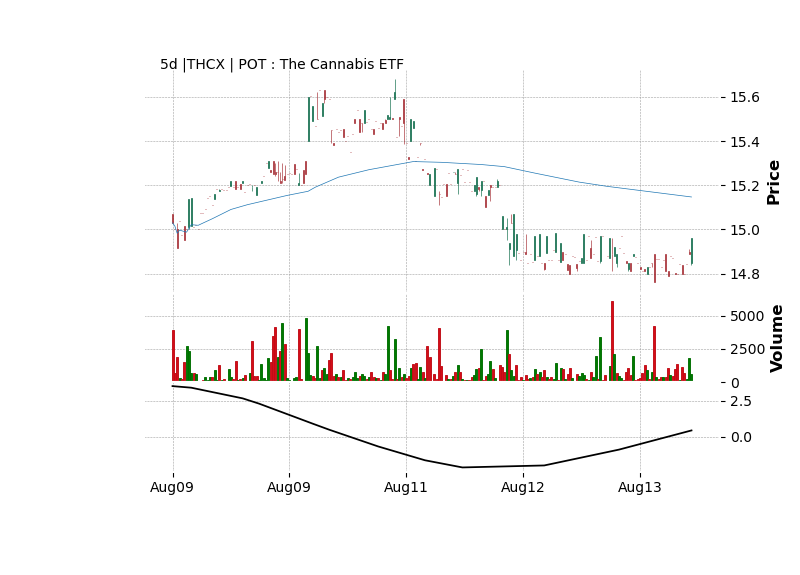 5d |THCX | POT : The Cannabis ETF
15.6
15.4
15.2
15.0
14.8
Price
5000
2500
0
Volume
2.5
0.0
Aug09 Aug09 Aug11 Aug12 Aug13